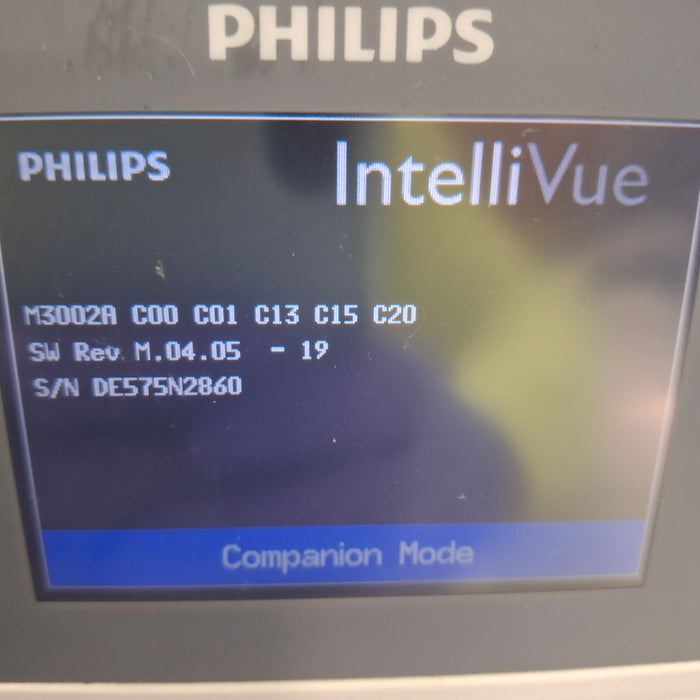 PHILIPS
PHILIPS IntelliVue
M3002A C00 C01 C13 C15 C20
SW Rev M.04.05 - 19
S/N DE575N2860
Companion Mode